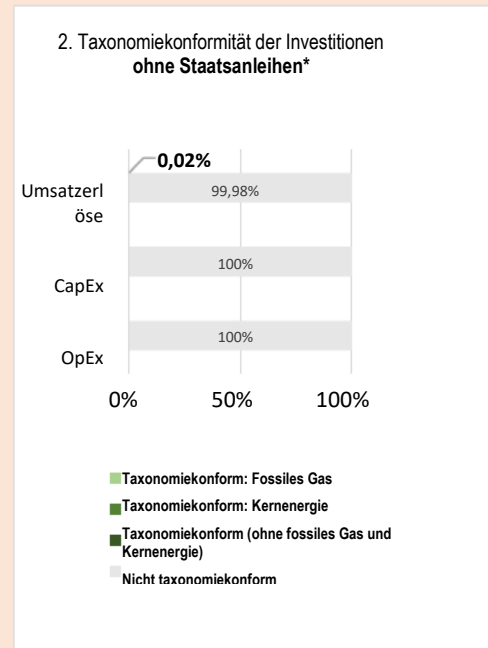 2. Taxonomiekonformität der Investitionen
ohne Staatsanleihen*
0,02%
Umsatzerl
öse
99,98%
CapEx
100%
OpEx
100%
0% 50% 100%
Taxonomiekonform: Fossiles Gas
Taxonomiekonform: Kernenergie
Taxonomiekonform (ohne fossiles Gas und
Kernenergie)
Nicht taxonomiekonform